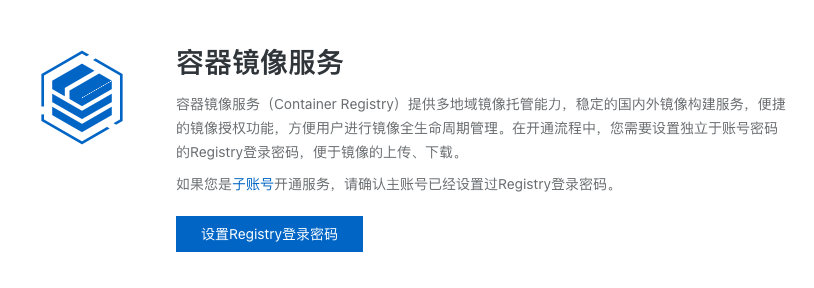 容器镜像服务
容器镜像服务（Container Registry）提供多地域镜像托管能力，稳定的国内外镜像构建服务，便捷
的镜像授权功能，方便用户进行镜像全生命周期管理。在开通流程中，您需要设置独立于账号密码
的Registry登录密码，便于镜像的上传、下载。
如果您是子账号开通服务，请确认主账号已经设置过Registry登录密码。
设置Registry登录密码